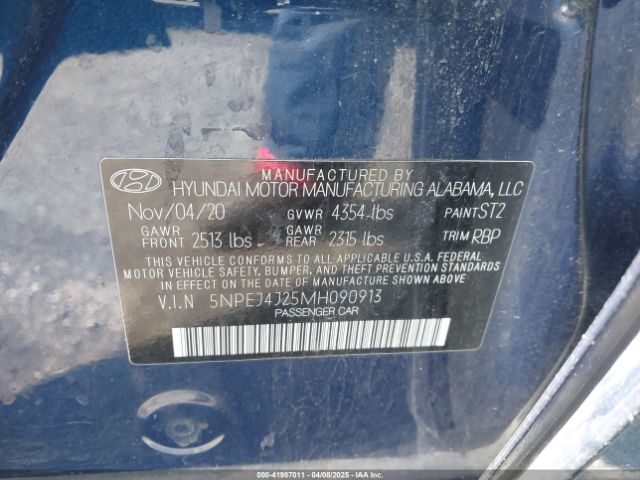 MANUFACTURED BY
HYUNDAI MOTOR MANUFACTURING ALABAMA, LLC
Nov/04/20 GVWR 4354 lbs PAINT ST2
GAWR FRONT 2513 lbs GAWR REAR 2315 lbs TRIM RBP
THIS VEHICLE CONFORMS TO ALL APPLICABLE U.S.A. FEDERAL
MOTOR VEHICLE SAFETY, BUMPER, AND THEFT PREVENTION
STANDARDS IN EFFECT ON THE DATE OF MANUFACTURE SHOWN ABOVE.
V.I.N 5NPEJ4J25MH090913
PASSENGER CAR
000-41987011 - 04/08/2025 - © IAA Inc. All Rights Reserved.